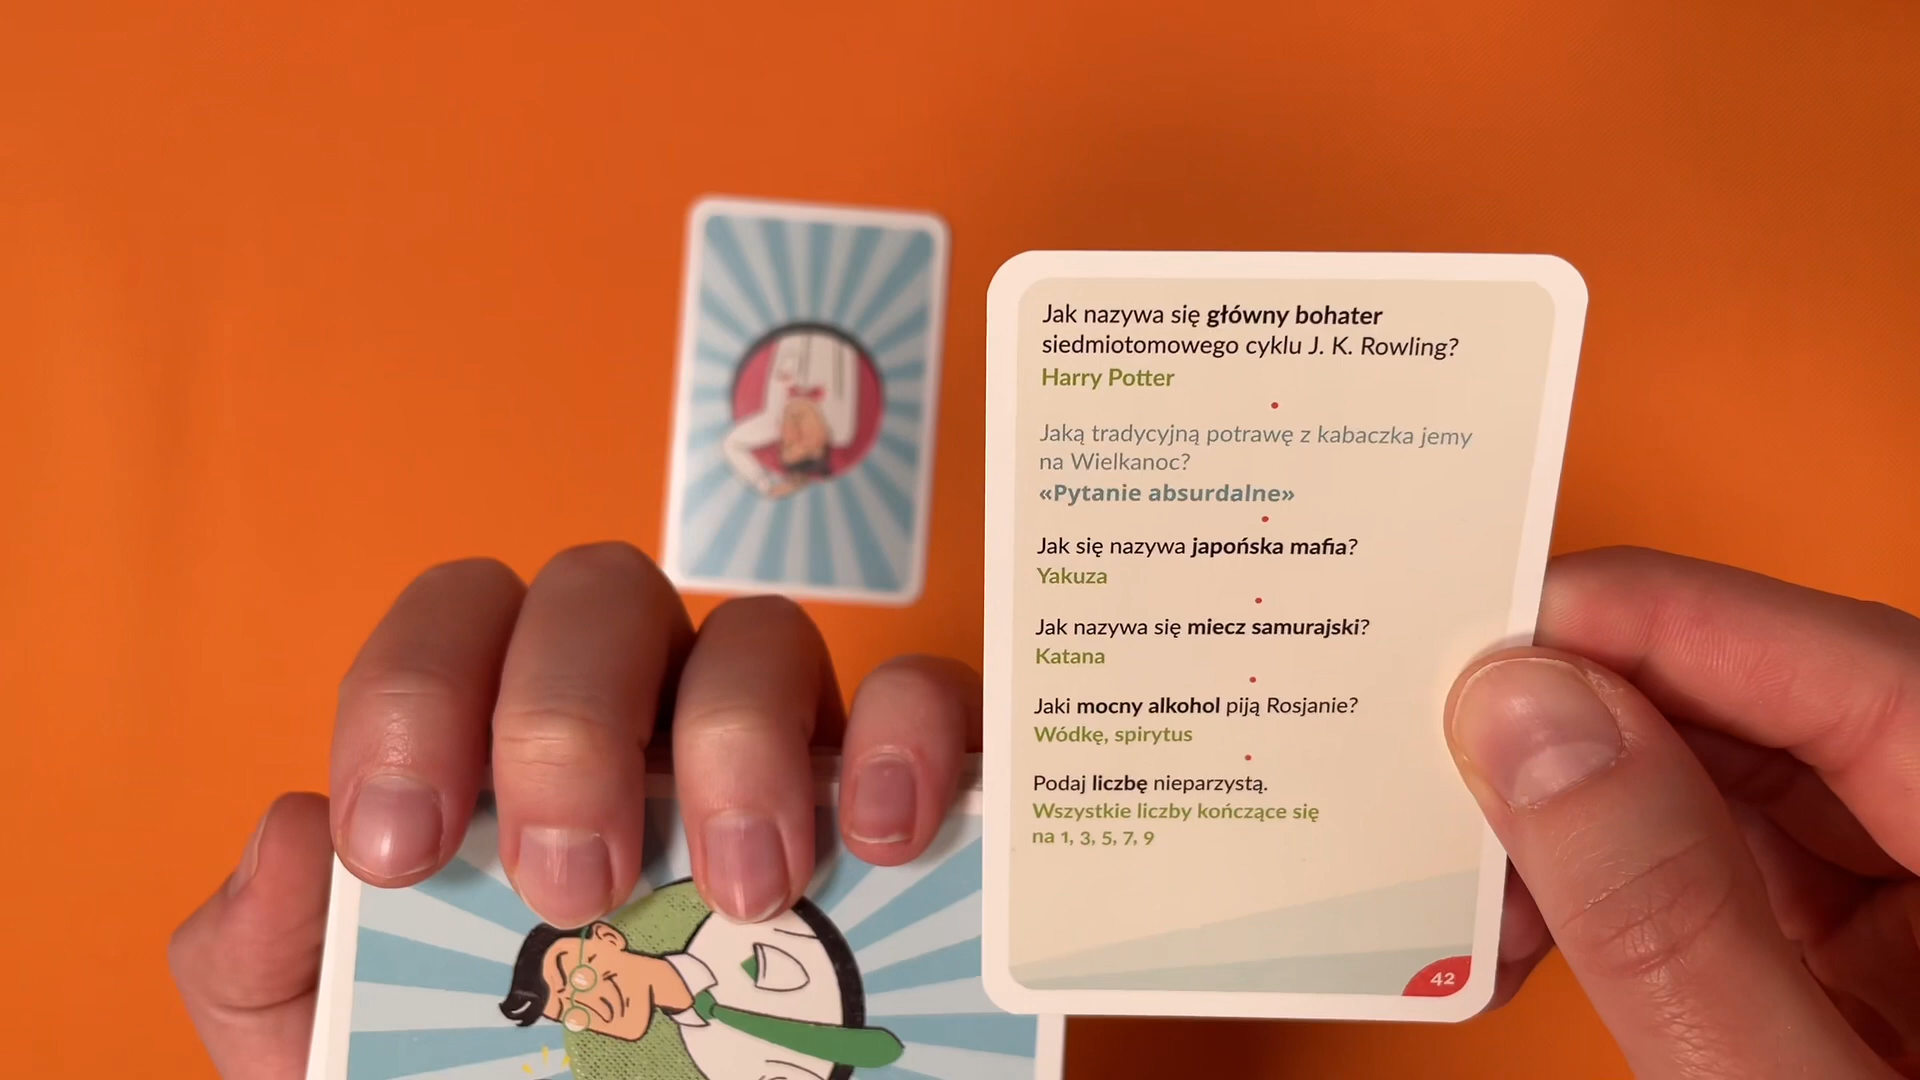 Jak nazywa się główny bohater
siedmiotomowego cyklu J. K. Rowling?
Harry Potter
Jaką tradycyjną potrawę z kabaczka jemy
na Wielkanoc?
«Pytanie absurdalne»
Jak się nazywa japońska mafia?
Yakuza
Jak nazywa się miecz samurajski?
Katana
Jaki mocny alkohol piją Rosjanie?
Wódkę, spirytus
Podaj liczbę nieparzystą.
Wszystkie liczby kończące się
na 1, 3, 5, 7, 9
42